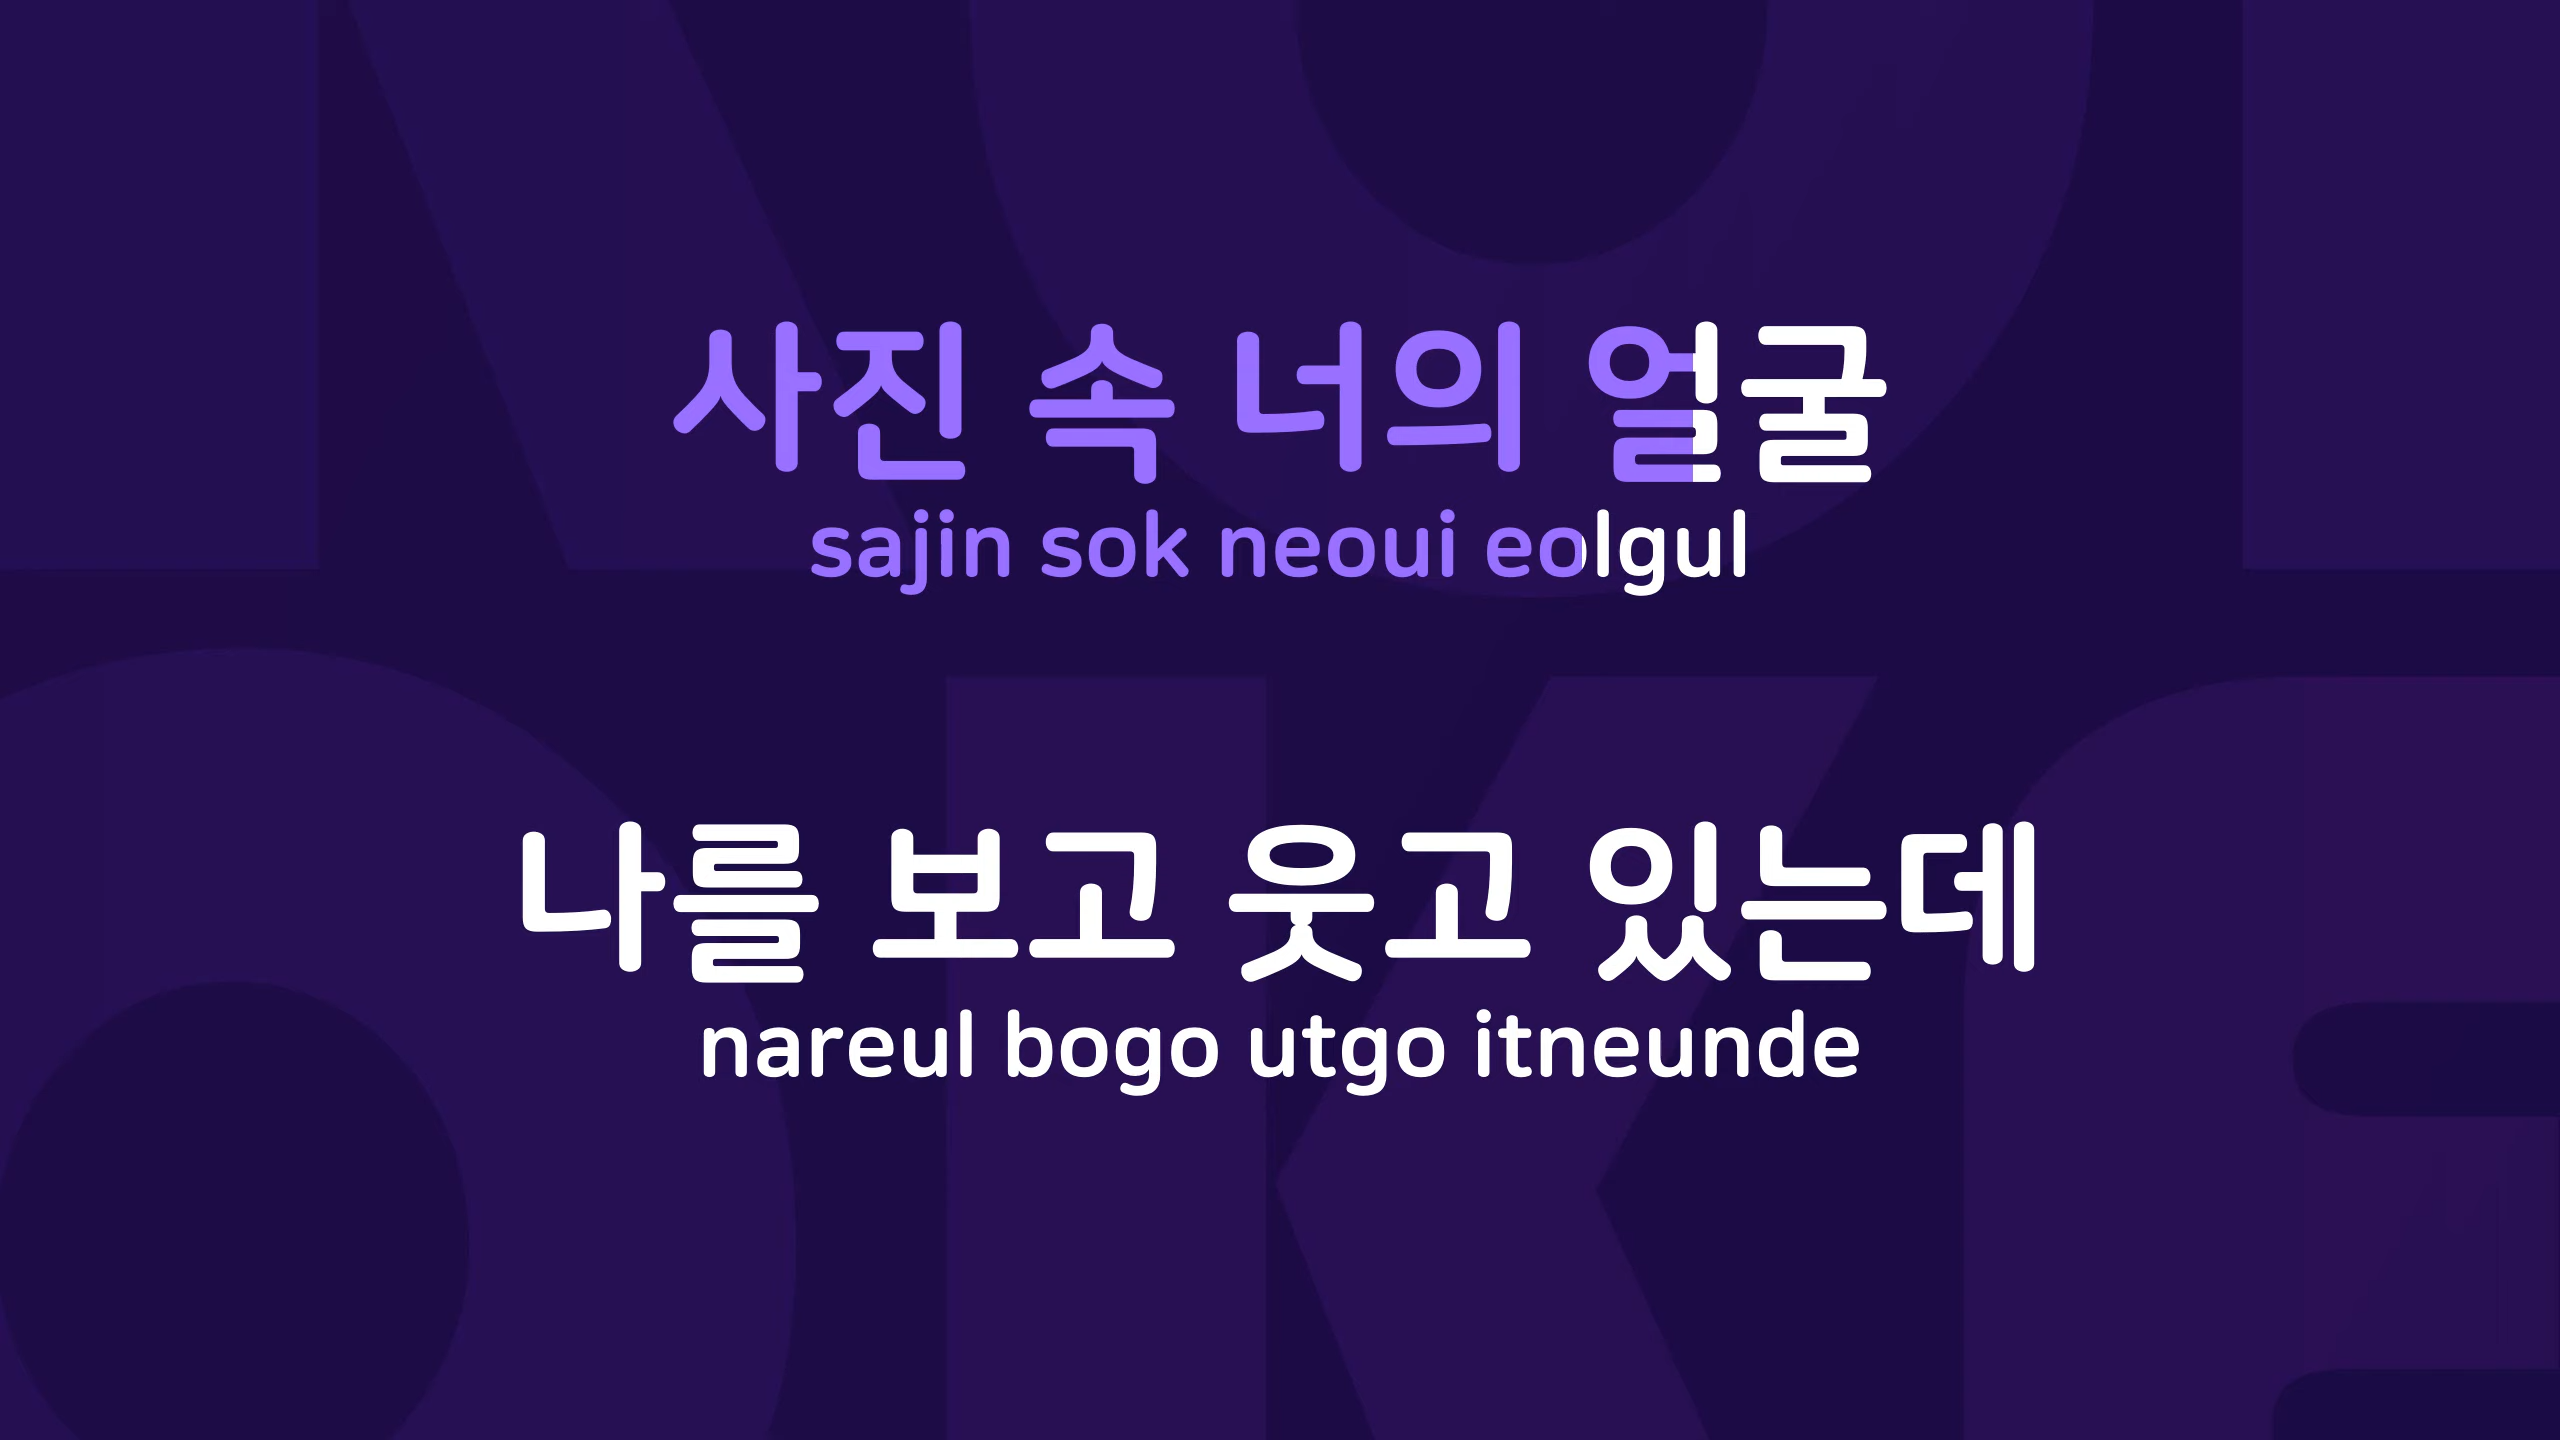 사진 속 너의 얼굴
sajin sok neoui eolgul
나를 보고 웃고 있는데
nareul bogo utgo itneunde